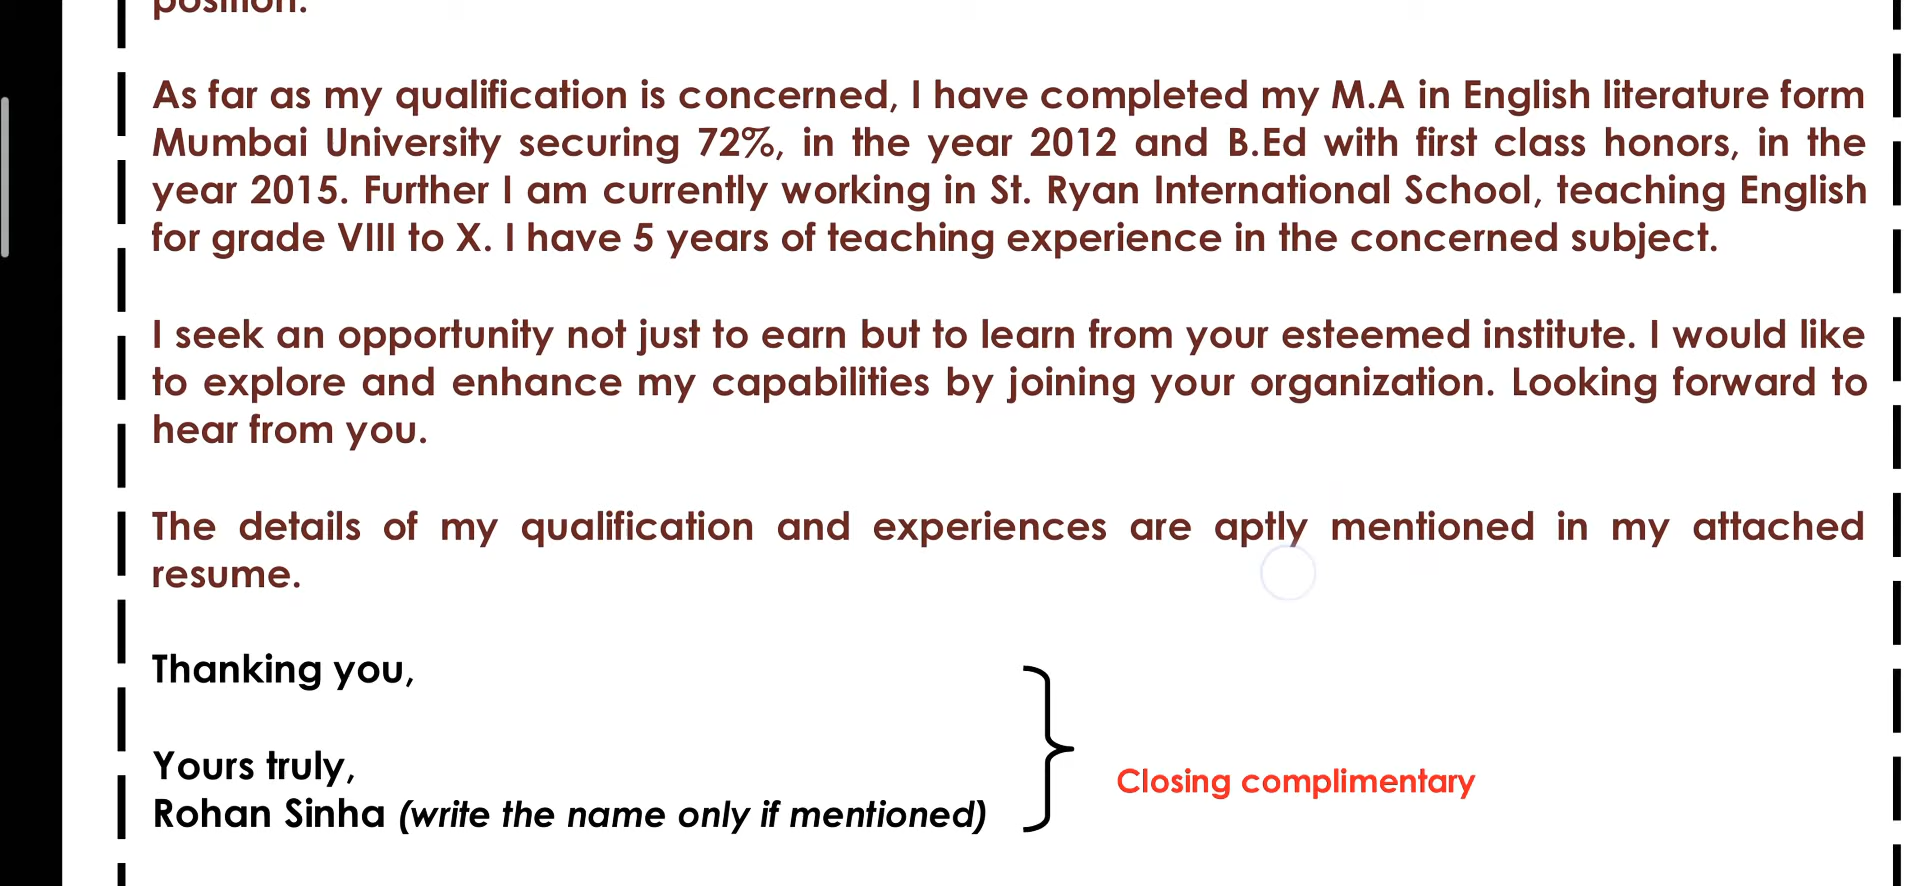 position.
As far as my qualification is concerned, I have completed my M.A in English literature form
Mumbai University securing 72%, in the year 2012 and B.Ed with first class honors, in the
year 2015. Further I am currently working in St. Ryan International School, teaching English
for grade VIII to X. I have 5 years of teaching experience in the concerned subject.
I seek an opportunity not just to earn but to learn from your esteemed institute. I would like
to explore and enhance my capabilities by joining your organization. Looking forward to
hear from you.
The details of my qualification and experiences are aptly mentioned in my attached
resume.
Thanking you,
Yours truly,
Rohan Sinha (write the name only if mentioned)
Closing complimentary